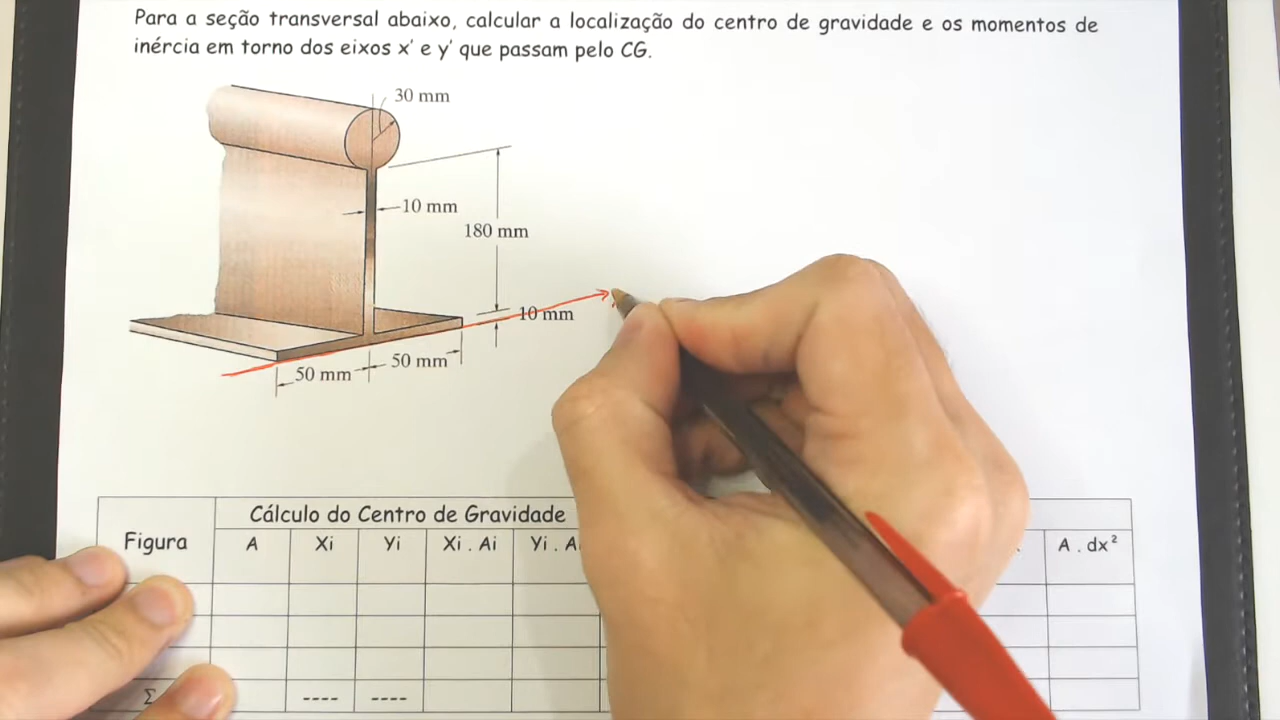 Para a seção transversal abaixo, calcular a localização do centro de gravidade e os momentos de
inércia em torno dos eixos x' e y' que passam pelo CG.
30 mm
10 mm
180 mm
10 mm
50 mm
50 mm
Cálculo do Centro de Gravidade
Figura
A
Xi
Yi
Xi . Ai
Yi . A
A . dx²
Σ
----
----